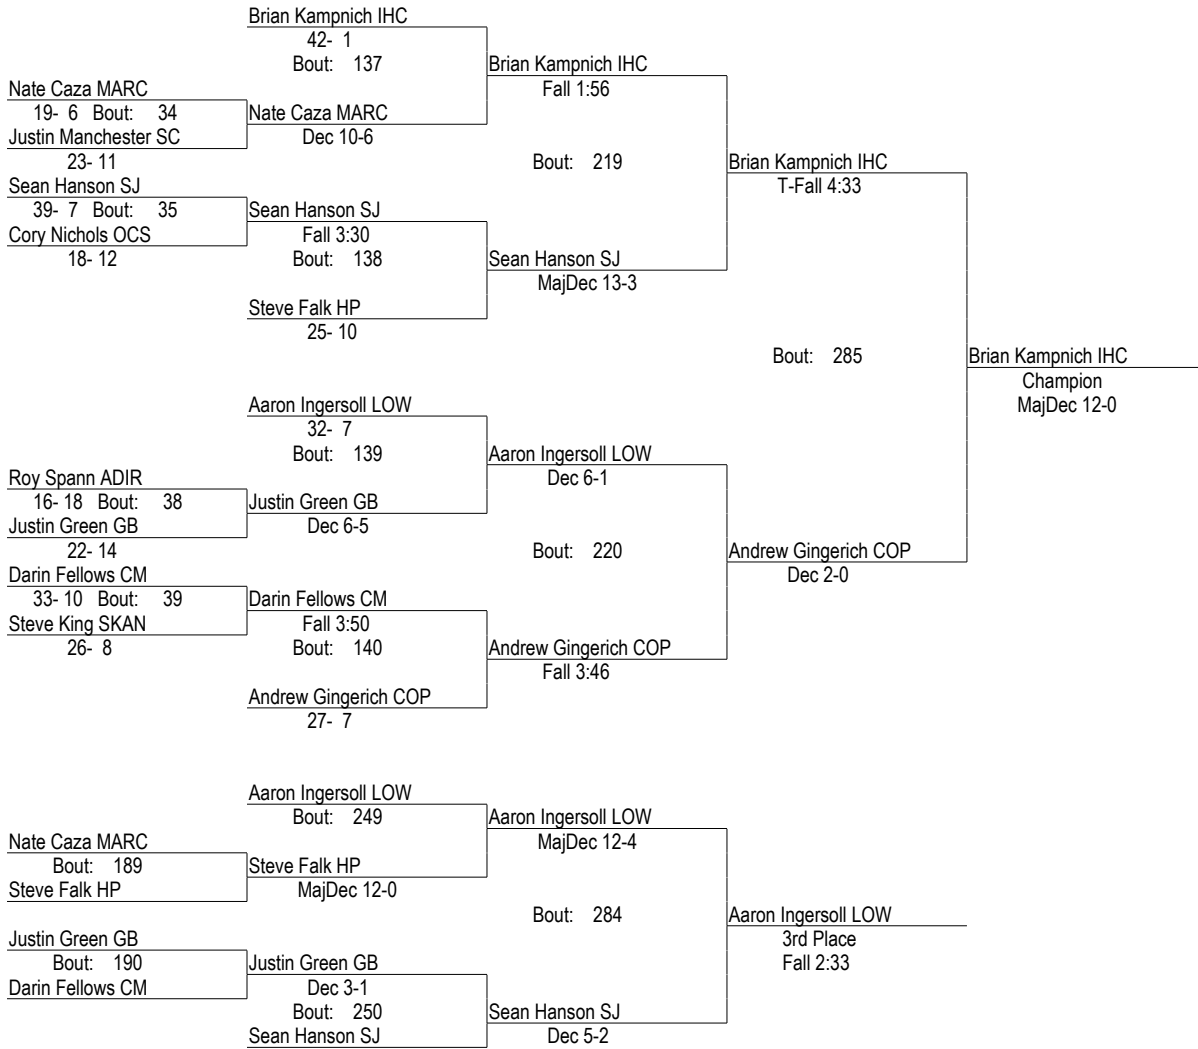 Brian Kampnich IHC
42- 1
Bout: 137
Brian Kampnich IHC
Fall 1:56
Nate Caza MARC
19- 6 Bout: 34
Nate Caza MARC
Dec 10-6
Justin Manchester SC
23- 11
Bout: 219
Brian Kampnich IHC
T-Fall 4:33
Sean Hanson SJ
39- 7 Bout: 35
Sean Hanson SJ
Fall 3:30
Cory Nichols OCS
18- 12
Bout: 138
Sean Hanson SJ
MajDec 13-3
Steve Falk HP
25- 10
Bout: 285
Brian Kampnich IHC
Champion
MajDec 12-0
Aaron Ingersoll LOW
32- 7
Bout: 139
Aaron Ingersoll LOW
Dec 6-1
Roy Spann ADIR
16- 18 Bout: 38
Justin Green GB
Dec 6-5
Justin Green GB
22- 14
Bout: 220
Andrew Gingerich COP
Dec 2-0
Darin Fellows CM
33- 10 Bout: 39
Darin Fellows CM
Fall 3:50
Steve King SKAN
26- 8
Bout: 140
Andrew Gingerich COP
Fall 3:46
Andrew Gingerich COP
27- 7
Aaron Ingersoll LOW
Bout: 249
Aaron Ingersoll LOW
MajDec 12-4
Nate Caza MARC
Bout: 189
Steve Falk HP
MajDec 12-0
Steve Falk HP
Bout: 284
Aaron Ingersoll LOW
3rd Place
Fall 2:33
Justin Green GB
Bout: 190
Justin Green GB
Dec 3-1
Darin Fellows CM
Bout: 250
Sean Hanson SJ
Dec 5-2
Sean Hanson SJ